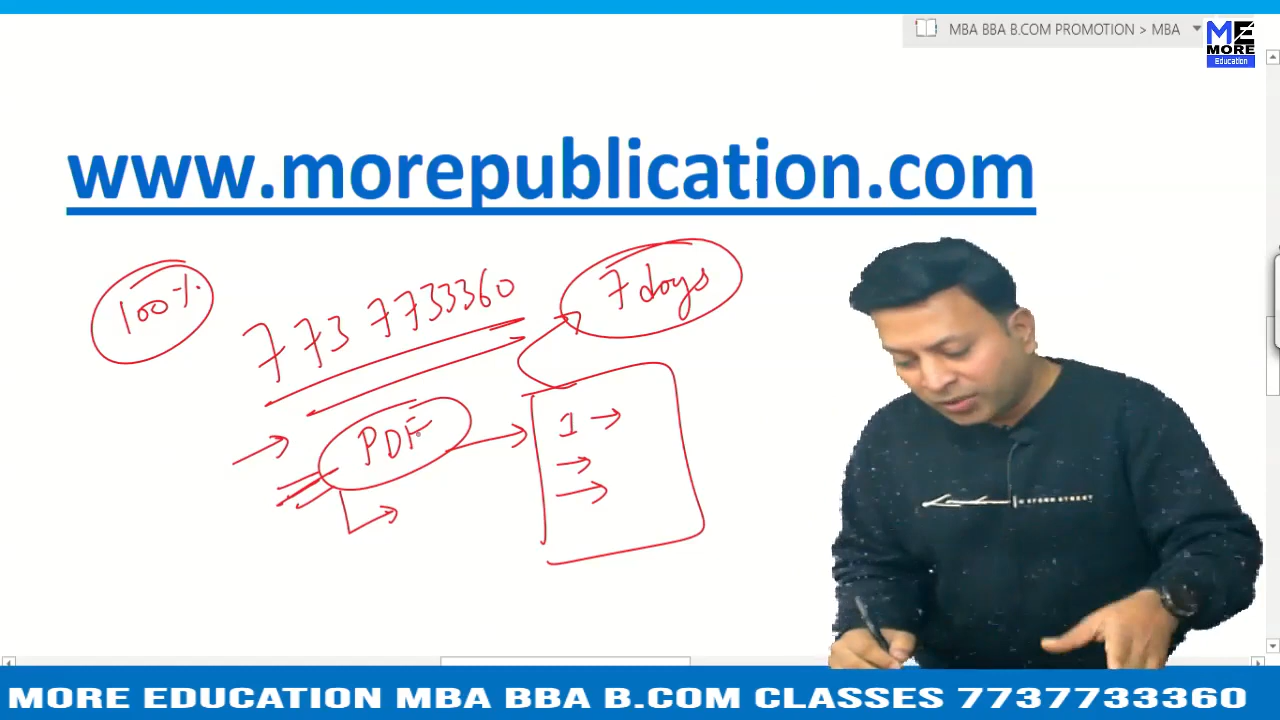 MBA BBA B.COM PROMOTION > MBA
ME
MORE
Education
www.morepublication.com
100%
7 days
773 7733360
PDF
1
MORE EDUCATION MBA BBA B.COM CLASSES 7737733360